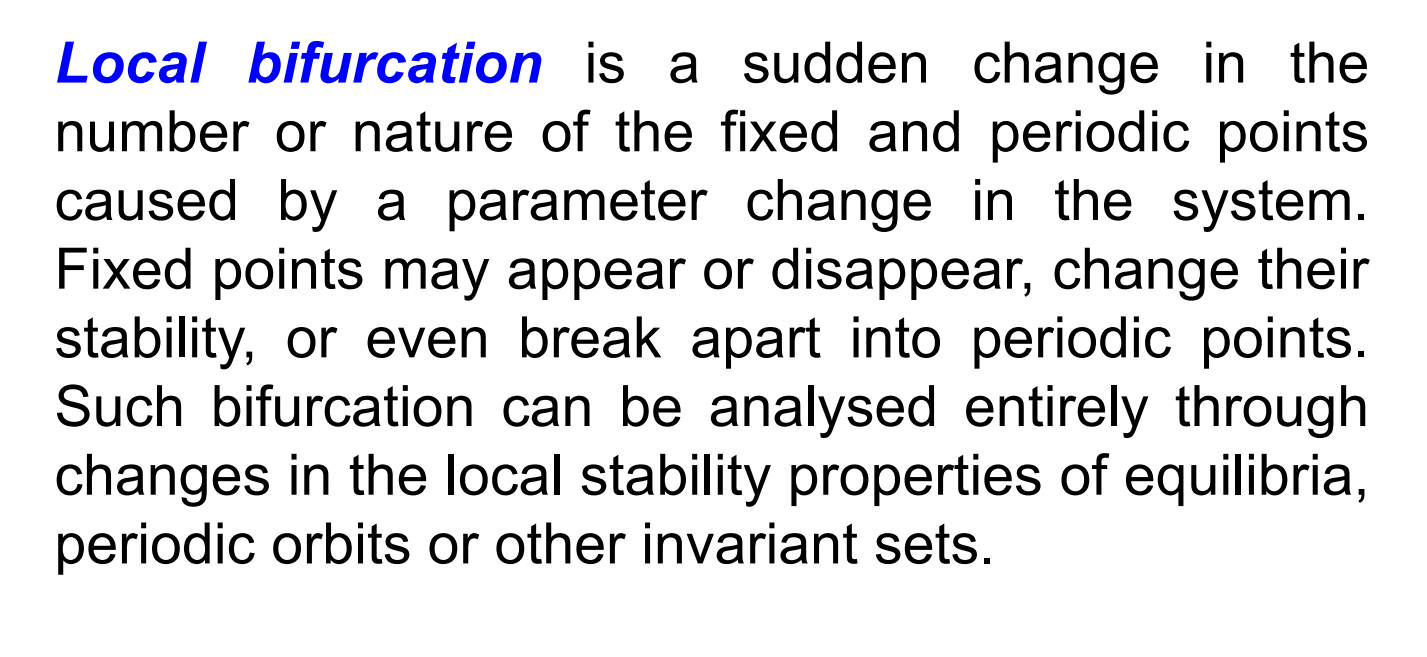 Local bifurcation is a sudden change in the
number or nature of the fixed and periodic points
caused by a parameter change in the system.
Fixed points may appear or disappear, change their
stability, or even break apart into periodic points.
Such bifurcation can be analysed entirely through
changes in the local stability properties of equilibria,
periodic orbits or other invariant sets.